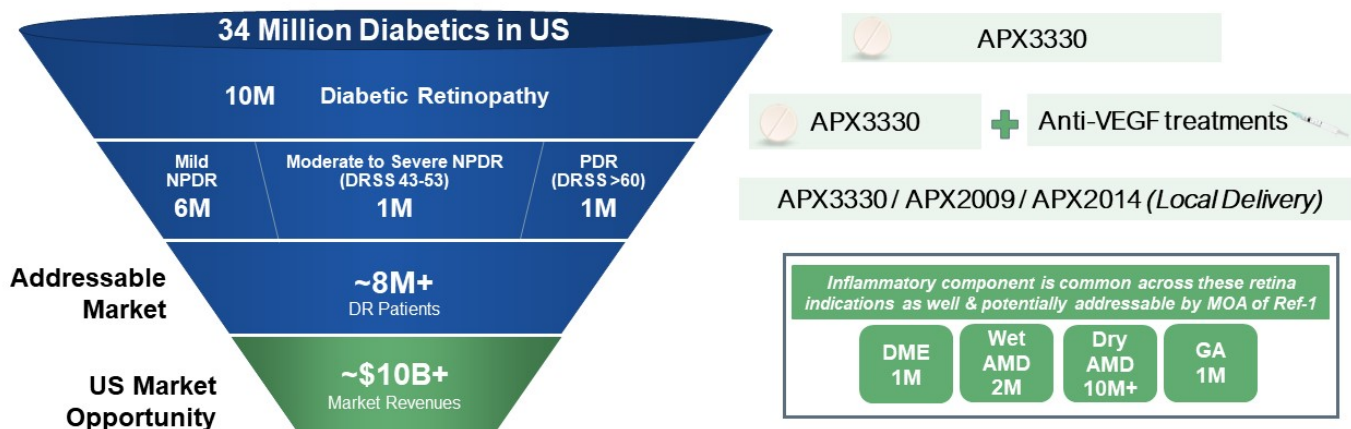 34 Million Diabetics in US
10M Diabetic Retinopathy
Mild
NPDR
6M
Moderate to Severe NPDR
(DRSS 43-53)
1M
PDR
(DRSS >60)
1M
Addressable
Market
~8M+
DR Patients
US Market
Opportunity
~$10B+
Market Revenues
APX3330
APX3330 + Anti-VEGF treatments
APX3330 / APX2009 / APX2014 (Local Delivery)
Inflammatory component is common across these retina
indications as well & potentially addressable by MOA of Ref-1
DME
1M
Wet
AMD
2M
Dry
AMD
10M+
GA
1M